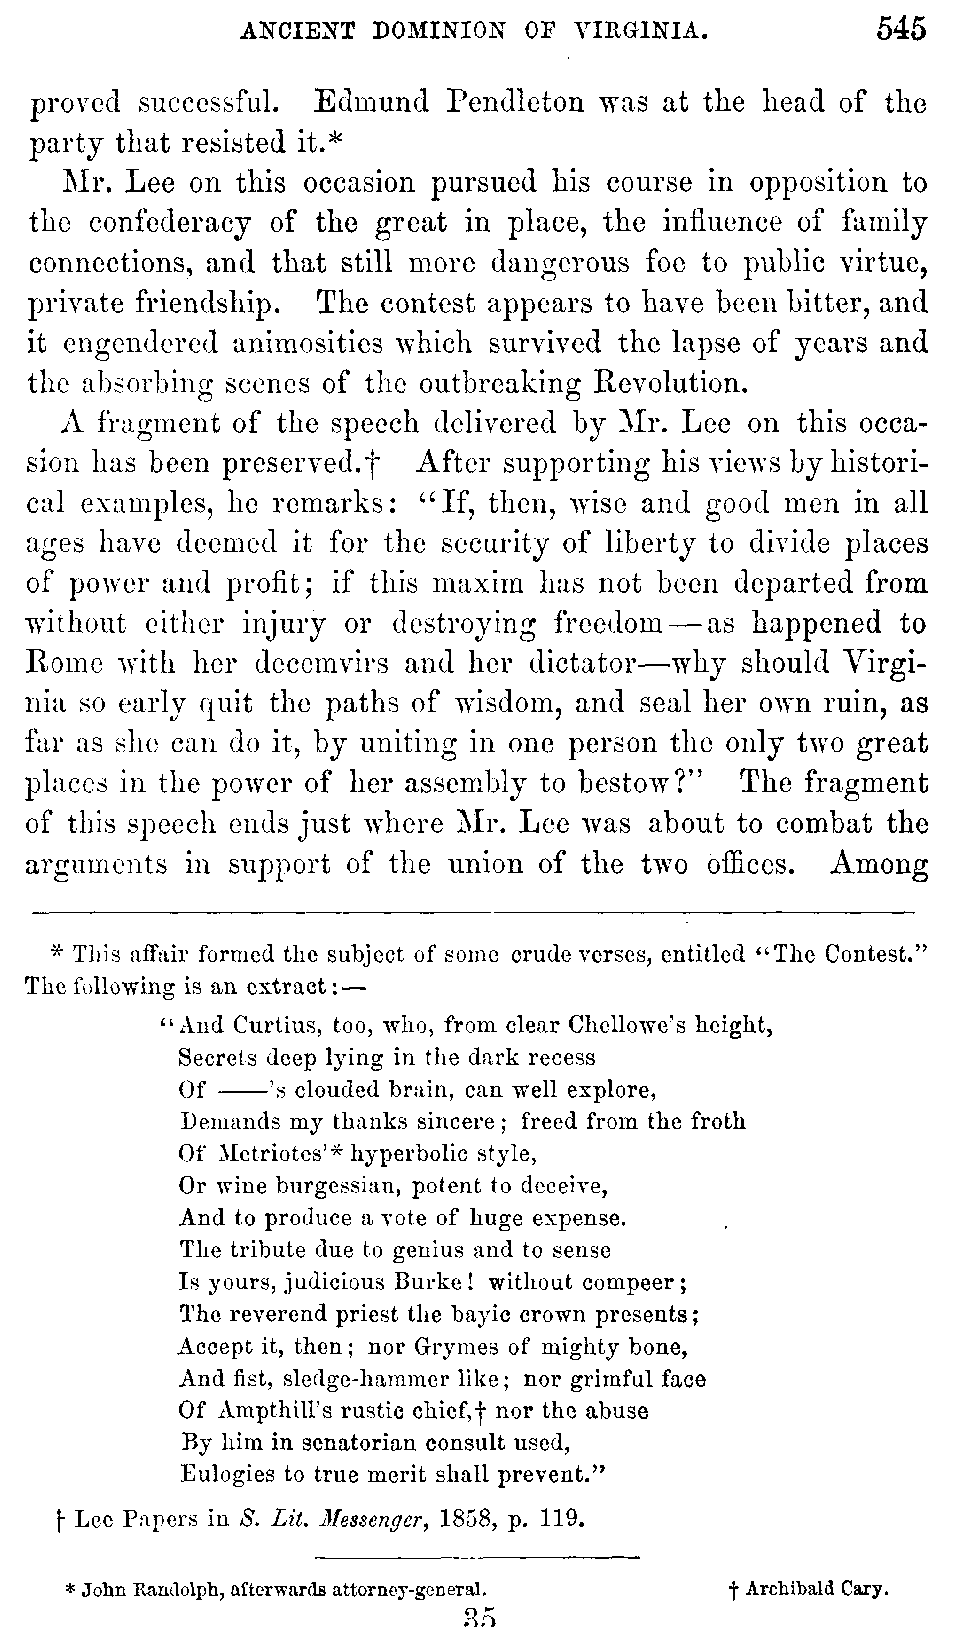 ANCIENT DOMINION OF VIRGINIA. 545
proved successful. Edmund Pendleton was at the head of the
party that resisted it.*
Mr. Lee on this occasion pursued his course in opposition to
the confederacy of the great in place, the influence of family
connections, and that still more dangerous foe to public virtue,
private friendship. The contest appears to have been bitter, and
it engendered animosities which survived the lapse of years and
the absorbing scenes of the outbreaking Revolution.
A fragment of the speech delivered by Mr. Lee on this occa-
sion has been preserved.† After supporting his views by histori-
cal examples, he remarks: "If, then, wise and good men in all
ages have deemed it for the security of liberty to divide places
of power and profit; if this maxim has not been departed from
without either injury or destroying freedom—as happened to
Rome with her decemvirs and her dictator—why should Virgi-
nia so early quit the paths of wisdom, and seal her own ruin, as
far as she can do it, by uniting in one person the only two great
places in the power of her assembly to bestow?" The fragment
of this speech ends just where Mr. Lee was about to combat the
arguments in support of the union of the two offices. Among
* This affair formed the subject of some crude verses, entitled "The Contest."
The following is an extract:—
"And Curtius, too, who, from clear Chellowe's height,
Secrets deep lying in the dark recess
Of ——'s clouded brain, can well explore,
Demands my thanks sincere; freed from the froth
Of Metriotes'* hyperbolic style,
Or wine burgessian, potent to deceive,
And to produce a vote of huge expense.
The tribute due to genius and to sense
Is yours, judicious Burke! without compeer;
The reverend priest the bayic crown presents;
Accept it, then; nor Grymes of mighty bone,
And fist, sledge-hammer like; nor grimful face
Of Ampthill's rustic chief,† nor the abuse
By him in senatorian consult used,
Eulogies to true merit shall prevent."
† Lee Papers in S. Lit. Messenger, 1858, p. 119.
* John Randolph, afterwards attorney-general. † Archibald Cary.
35